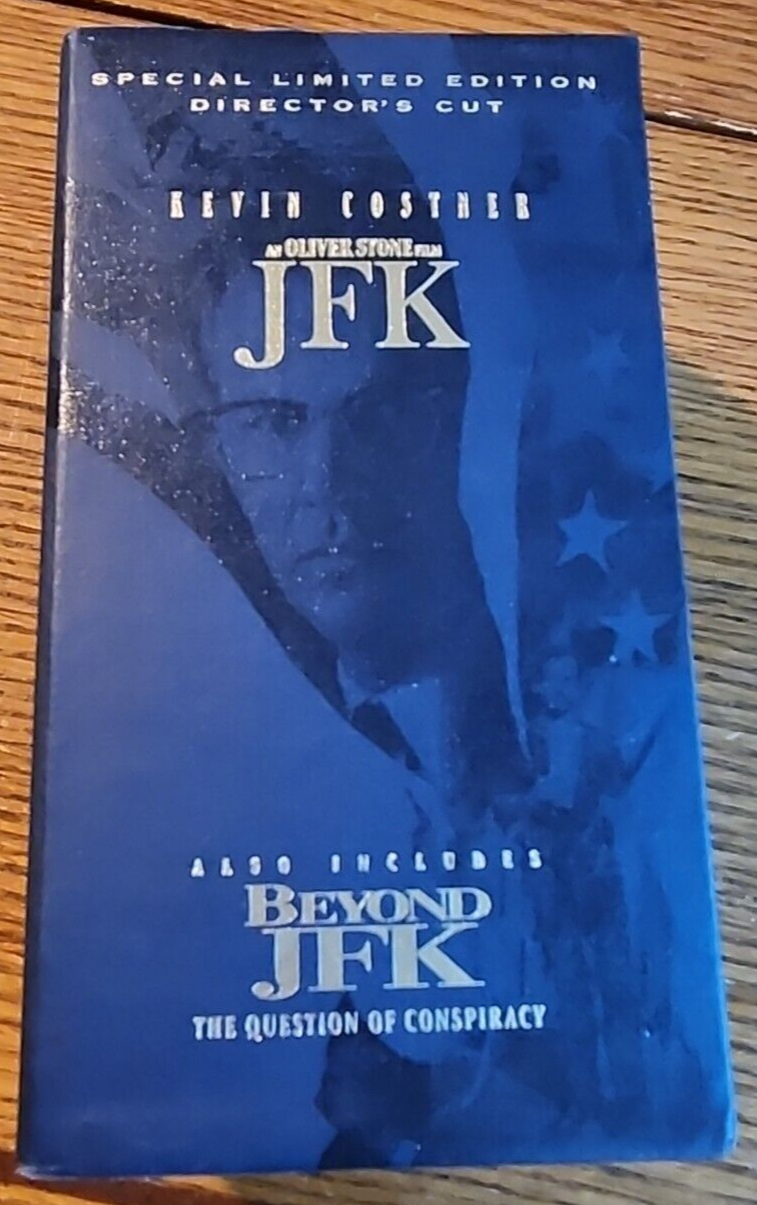 SPECIAL LIMITED EDITION
DIRECTOR'S CUT
KEVIN COSTNER
AN OLIVER STONE FILM
JFK
ALSO INCLUDES
BEYOND
JFK
THE QUESTION OF CONSPIRACY